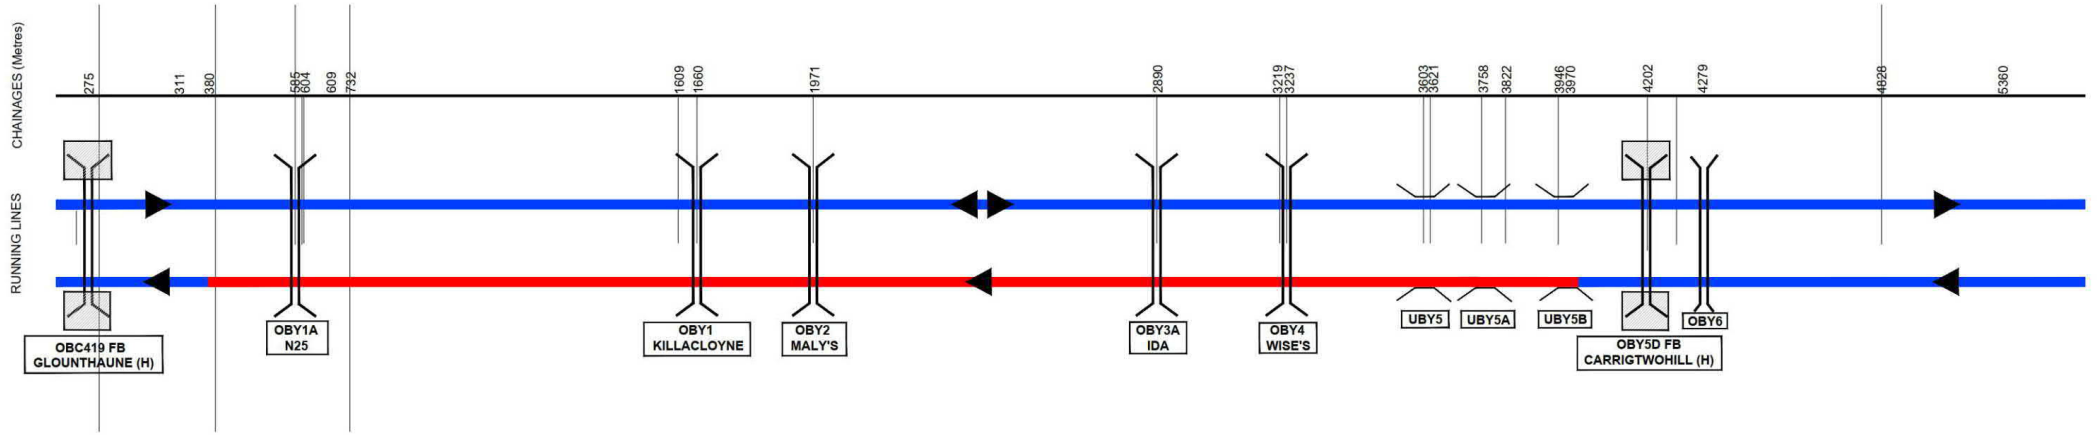 CHAINAGES (Metres)
275
311
380
585
604
609
732
1609
1660
1971
2890
3219
3237
3603
3621
3758
3822
3946
3970
4202
4279
4828
5360
RUNNING LINES
OBC419 FB
GLOUNTHAUNE (H)
OBY1A
N25
OBY1
KILLACLOYNE
OBY2
MALY'S
OBY3A
IDA
OBY4
WISE'S
UBY5
UBY5A
UBY5B
OBY5D FB
CARRIGTWOHILL (H)
OBY6